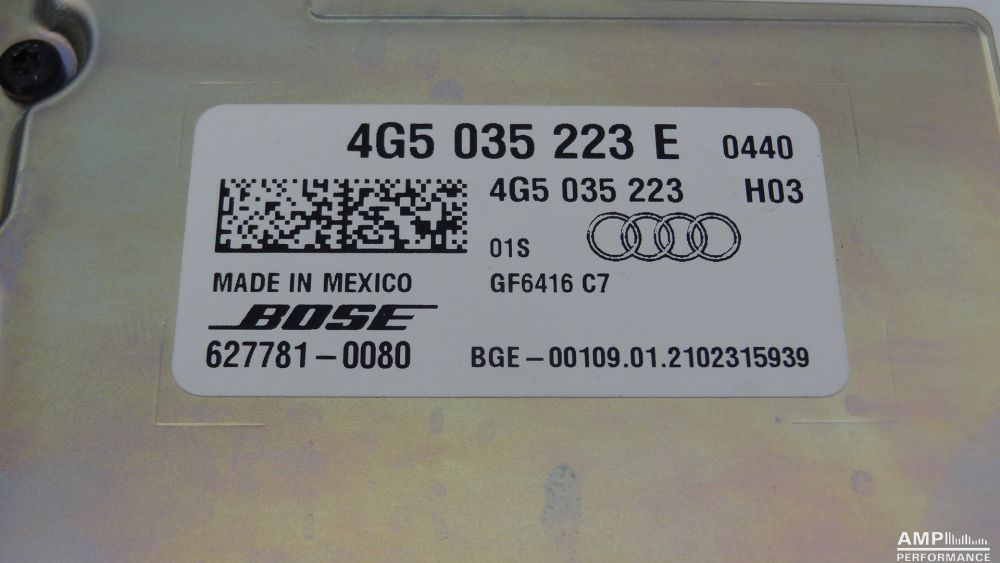 4G5 035 223 E 0440
4G5 035 223 H03
01S
MADE IN MEXICO GF6416 C7
BOSE
627781-0080 BGE-00109.01.2102315939
AMP
PERFORMANCE